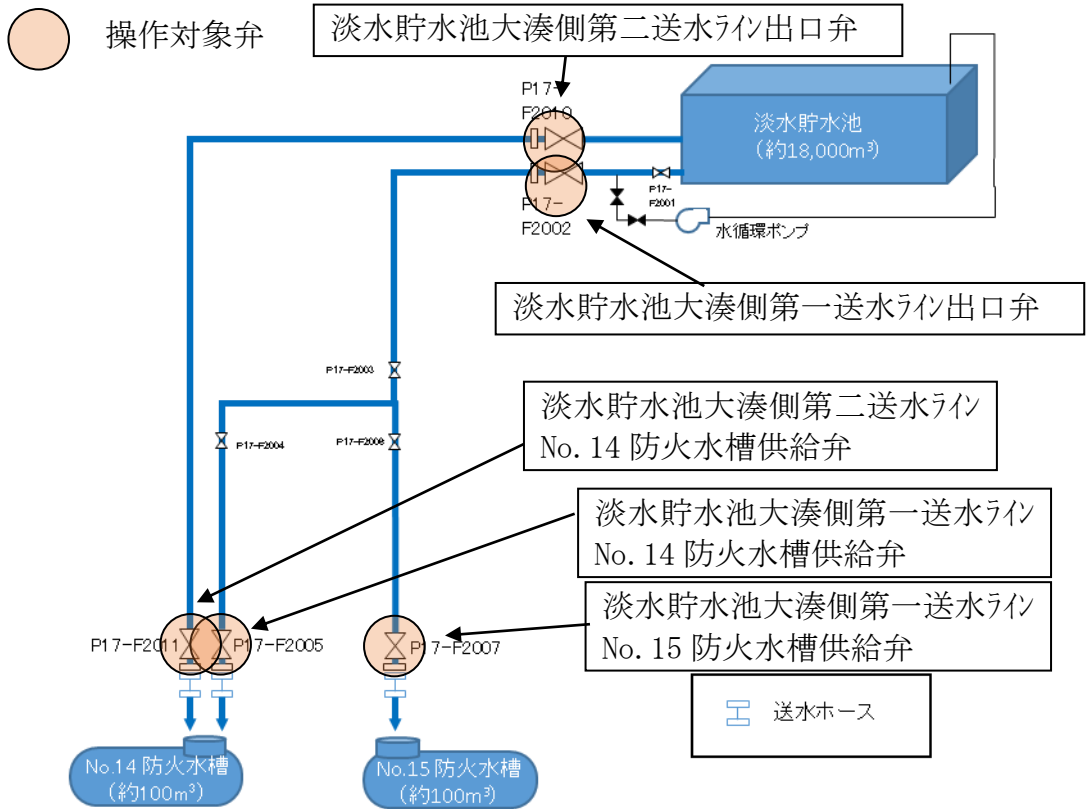 操作対象弁
淡水貯水池大湊側第二送水ﾗｲﾝ出口弁
P17-
F2010
淡水貯水池
(約18,000m³)
P17-
F2001
P17-
F2002
水循環ポンプ
淡水貯水池大湊側第一送水ﾗｲﾝ出口弁
P17-F2003
淡水貯水池大湊側第二送水ﾗｲﾝ
No.14 防火水槽供給弁
P17-F2004
P17-F2006
淡水貯水池大湊側第一送水ﾗｲﾝ
No.14 防火水槽供給弁
淡水貯水池大湊側第一送水ﾗｲﾝ
No.15 防火水槽供給弁
P17-F2011
P17-F2005
P17-F2007
送水ホース
No.14 防火水槽
(約100m³)
No.15 防火水槽
(約100m³)